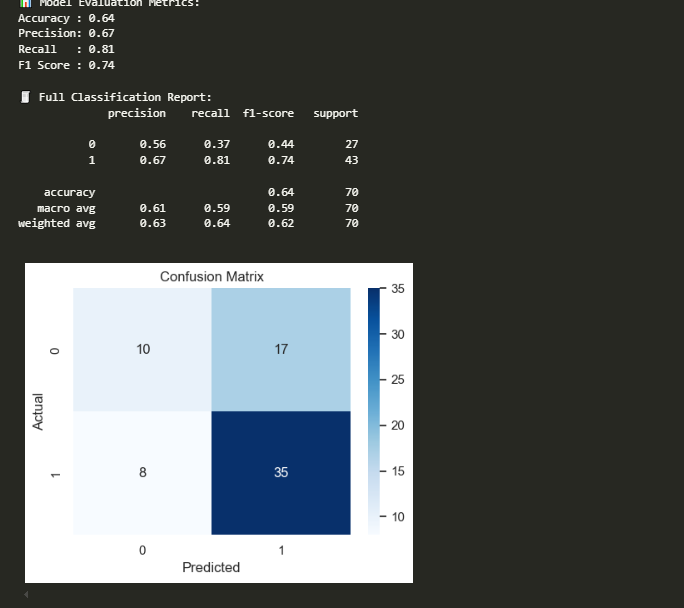 📊 Model Evaluation Metrics:
Accuracy : 0.64
Precision: 0.67
Recall   : 0.81
F1 Score : 0.74
🧾 Full Classification Report:
precision    recall  f1-score   support
0       0.56      0.37      0.44        27
1       0.67      0.81      0.74        43
accuracy                           0.64        70
macro avg       0.61      0.59      0.59        70
weighted avg       0.63      0.64      0.62        70
Confusion Matrix
35
30
25
20
15
10
Actual
0
1
10
17
8
35
0
1
Predicted